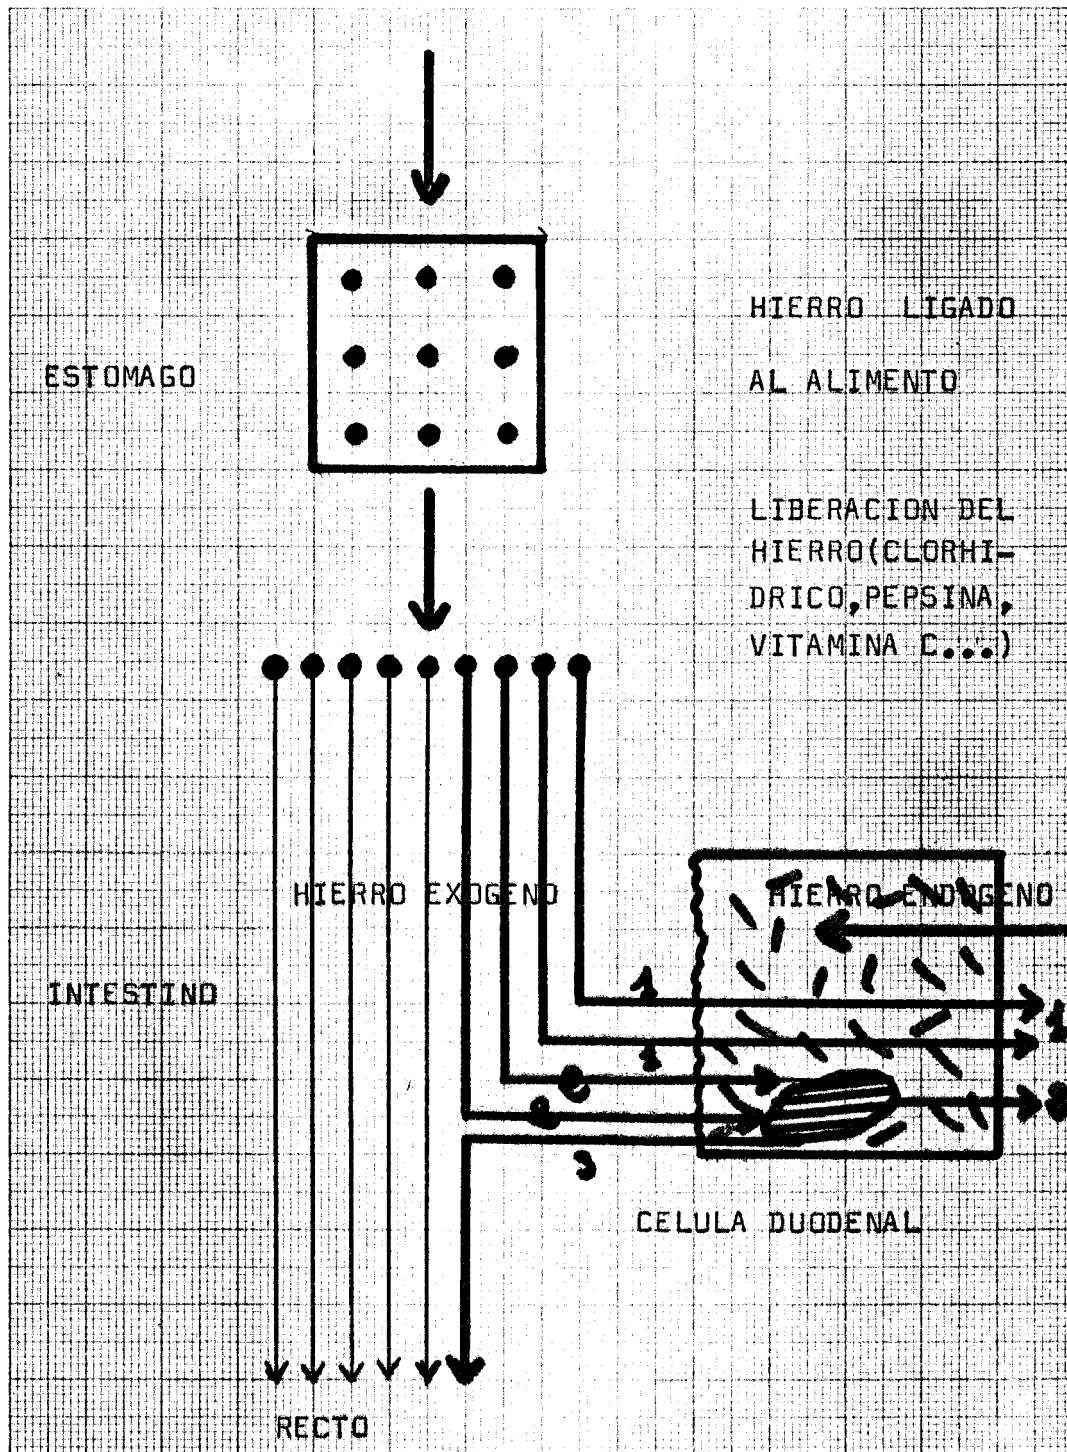 ESTOMAGO
HIERRO LIGADO
AL ALIMENTO
LIBERACION DEL
HIERRO(CLORHI-
DRICO,PEPSINA,
VITAMINA C...)
HIERRO EXOGENO
HIERRO ENDOGENO
INTESTINO
1
1
1
2
2
3
CELULA DUODENAL
RECTO